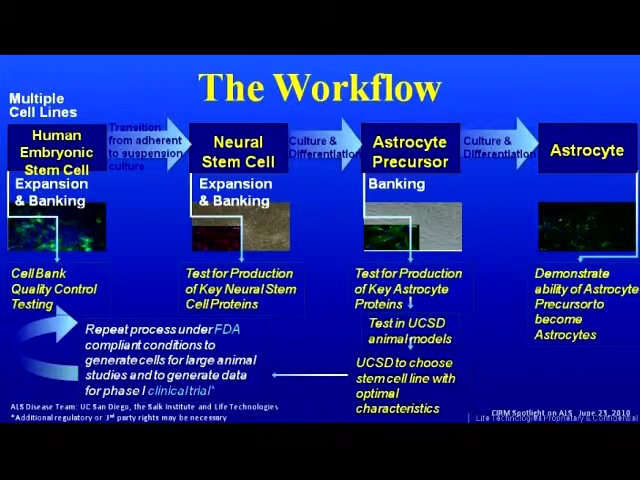 The Workflow
Multiple
Cell Lines
Human
Embryonic
Stem Cell
Transition
from adherent
to suspension
culture
Neural
Stem Cell
Culture &
Differentiation
Astrocyte
Precursor
Culture &
Differentiation
Astrocyte
Expansion
& Banking
Expansion
& Banking
Banking
Cell Bank
Quality Control
Testing
Test for Production
of Key Neural Stem
Cell Proteins
Test for Production
of Key Astrocyte
Proteins
Demonstrate
ability of Astrocyte
Precursor to
become
Astrocytes
Test in UCSD
animal models
UCSD to choose
stem cell line with
optimal
characteristics
Repeat process under FDA
compliant conditions to
generate cells for large animal
studies and to generate data
for phase I clinical trial*
ALS Disease Team: UC San Diego, the Salk Institute and Life Technologies
*Additional regulatory or 3rd party rights may be necessary
CIRM Spotlight on ALS June 23, 2010
Life Technologies Proprietary & Confidential